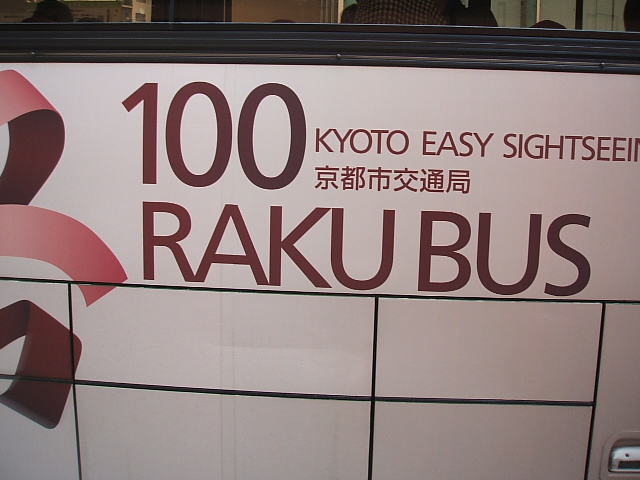 100
KYOTO EASY SIGHTSEEIN
京都市交通局
RAKU BUS